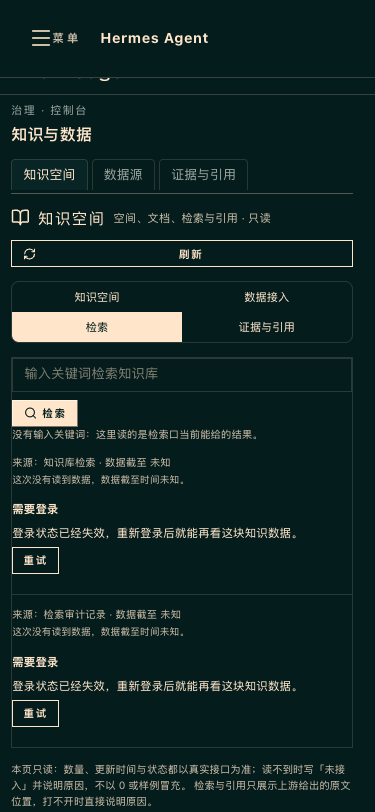 菜单
Hermes Agent
治理 · 控制台
知识与数据
知识空间
数据源
证据与引用
知识空间
空间、文档、检索与引用 · 只读
刷新
知识空间
数据接入
检索
证据与引用
输入关键词检索知识库
检索
没有输入关键词：这里读的是检索口当前能给的结果。
来源：知识库检索 · 数据截至 未知
这次没有读到数据，数据截至时间未知。
需要登录
登录状态已经失效，重新登录后就能再看这块知识数据。
重试
来源：检索审计记录 · 数据截至 未知
这次没有读到数据，数据截至时间未知。
需要登录
登录状态已经失效，重新登录后就能再看这块知识数据。
重试
本页只读：数量、更新时间与状态都以真实接口为准；读不到时写「未接
入」并说明原因，不以 0 或样例冒充。 检索与引用只展示上游给出的原文
位置，打不开时直接说明原因。